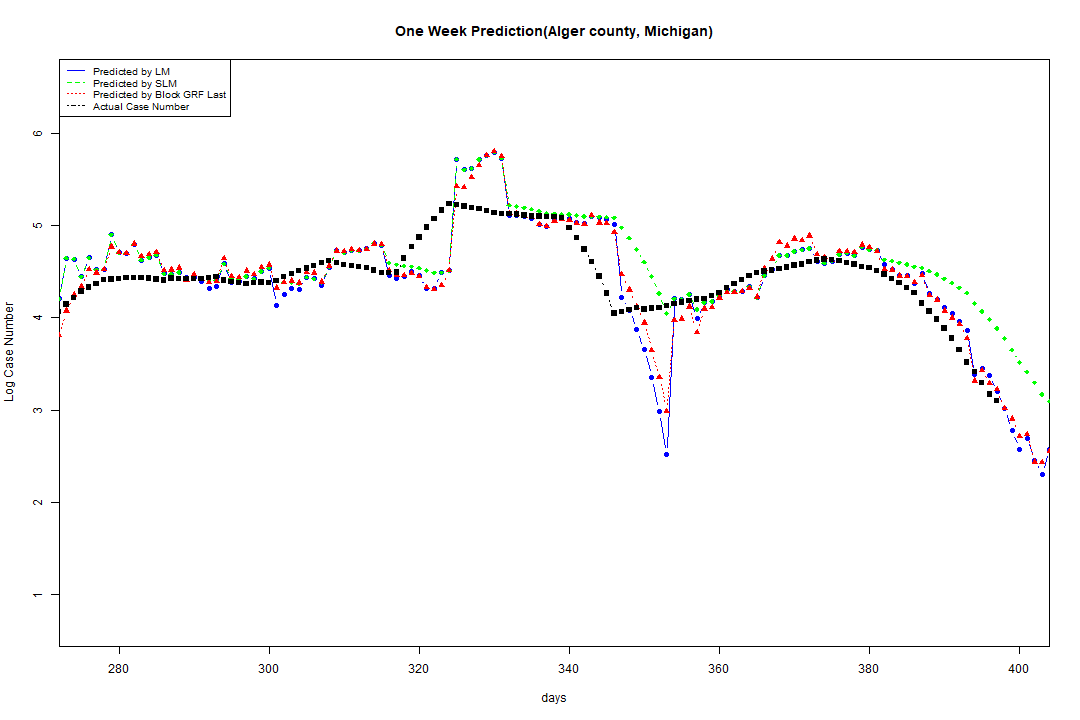 One Week Prediction(Alger county, Michigan)
Predicted by LM
Predicted by SLM
Predicted by Block GRF Last
Actual Case Number
Log Case Number
6
5
4
3
2
1
280 300 320 340 360 380 400
days